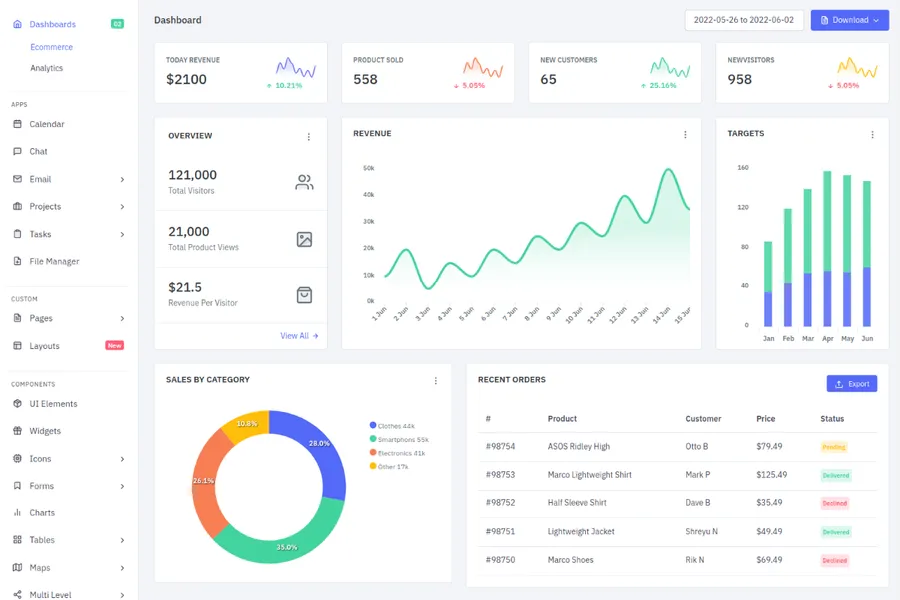 Dashboards 02
Ecommerce
Analytics
APPS
Calendar
Chat
Email
Projects
Tasks
File Manager
CUSTOM
Pages
Layouts New
COMPONENTS
UI Elements
Widgets
Icons
Forms
Charts
Tables
Maps
Multi Level
Dashboard
2022-05-26 to 2022-06-02
Download
TODAY REVENUE
$2100
↑ 10.21%
PRODUCT SOLD
558
↓ 5.05%
NEW CUSTOMERS
65
↑ 25.16%
NEWVISITORS
958
↓ 5.05%
OVERVIEW
121,000
Total Visitors
21,000
Total Product Views
$21.5
Revenue Per Visitor
View All →
REVENUE
50k
40k
30k
20k
10k
0k
1 Jun 2 Jun 3 Jun 4 Jun 5 Jun 6 Jun 7 Jun 8 Jun 9 Jun 10 Jun 11 Jun 12 Jun 13 Jun 14 Jun 15 Jun
TARGETS
160
120
80
40
0
Jan Feb Mar Apr May Jun
SALES BY CATEGORY
10.8%
28.0%
26.1%
35.0%
Clothes 44k
Smartphons 55k
Electronics 41k
Other 17k
RECENT ORDERS
Export
# Product Customer Price Status
#98754 ASOS Ridley High Otto B $79.49 Pending
#98753 Marco Lightweight Shirt Mark P $125.49 Delivered
#98752 Half Sleeve Shirt Dave B $35.49 Declined
#98751 Lightweight Jacket Shreyu N $49.49 Delivered
#98750 Marco Shoes Rik N $69.49 Declined